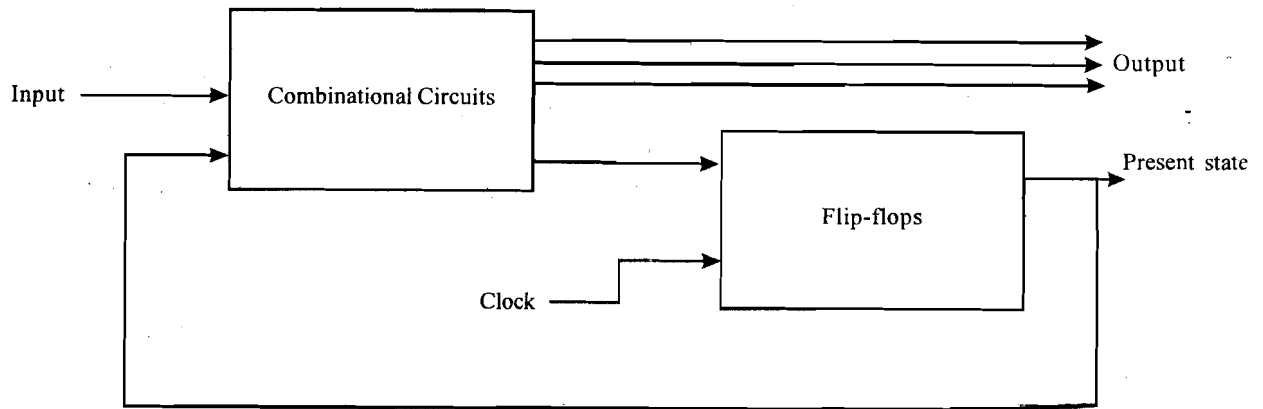 Input
Combinational Circuits
Output
Present state
Flip-flops
Clock